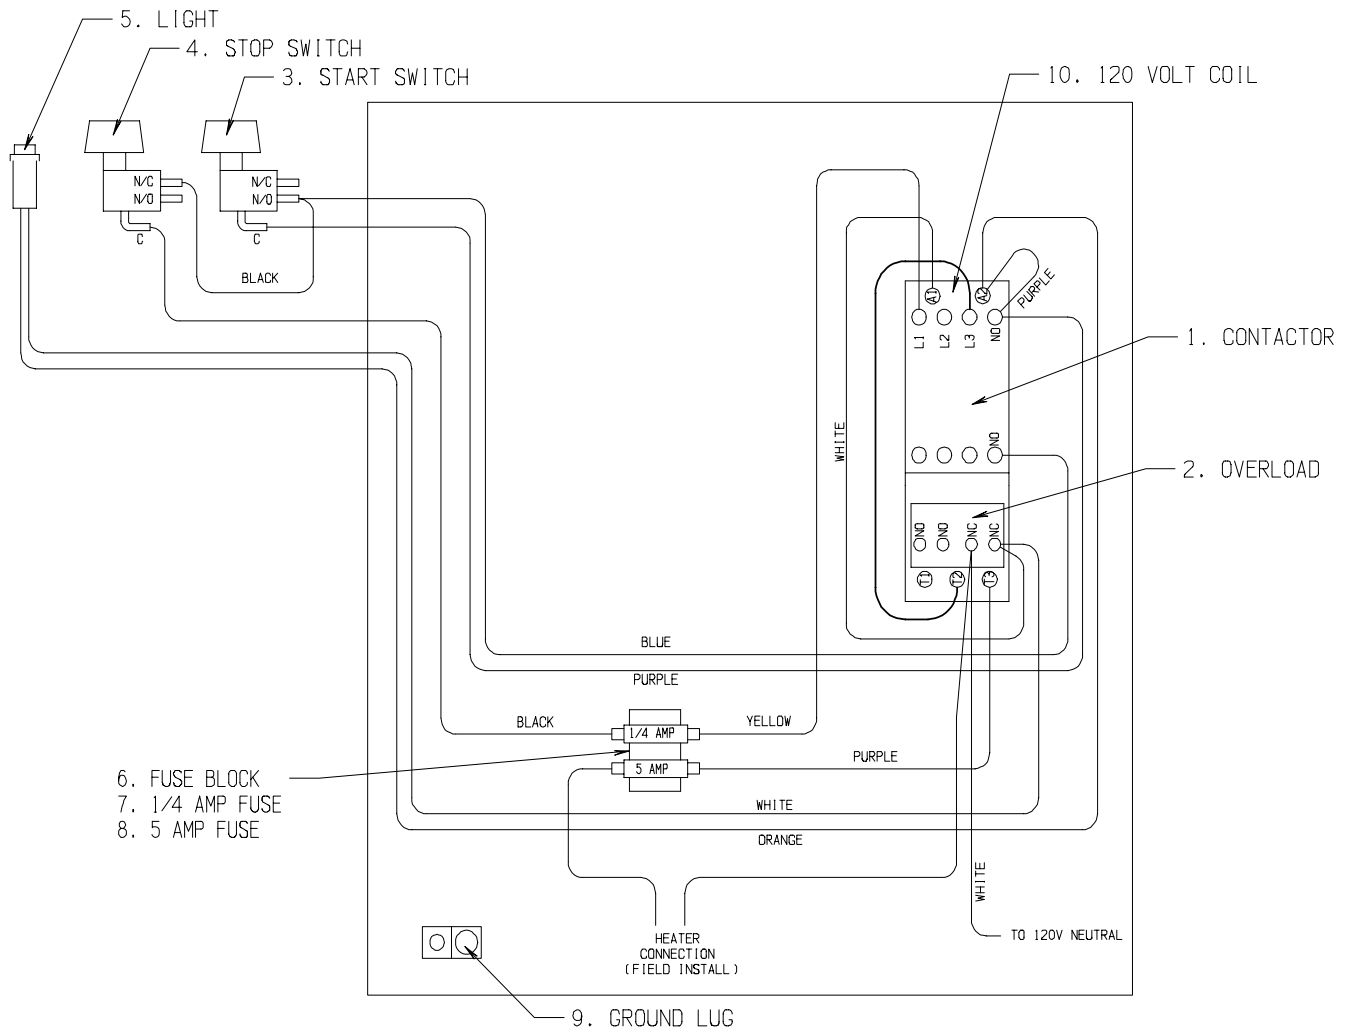 5. LIGHT
4. STOP SWITCH
3. START SWITCH
10. 120 VOLT COIL
N/C
N/O
C
N/C
N/O
C
BLACK
A1
A2
PURPLE
L1
L2
L3
NO
1. CONTACTOR
WHITE
NO
2. OVERLOAD
NO
NO
NC
NC
T1
T2
T3
BLUE
PURPLE
BLACK
1/4 AMP
YELLOW
5 AMP
PURPLE
6. FUSE BLOCK
7. 1/4 AMP FUSE
8. 5 AMP FUSE
WHITE
ORANGE
WHITE
TO 120V NEUTRAL
HEATER
CONNECTION
(FIELD INSTALL)
9. GROUND LUG